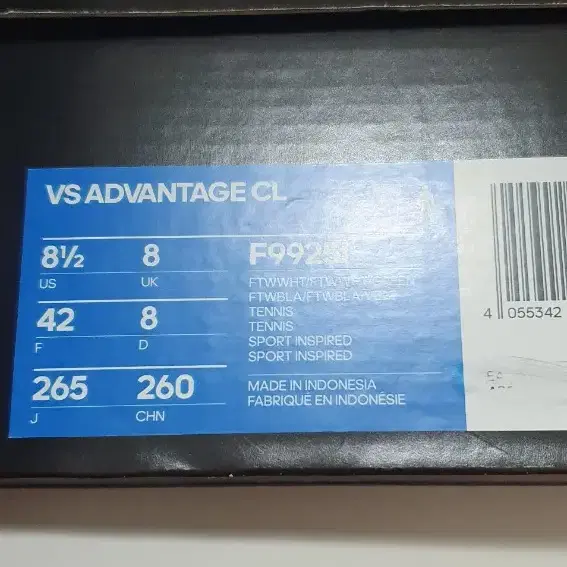 VS ADVANTAGE CL
8½ 8
US UK
42 8
F D
265 260
J CHN
TENNIS
TENNIS
SPORT INSPIRED
SPORT INSPIRED
MADE IN INDONESIA
FABRIQUÉ EN INDONÉSIE
4 055342